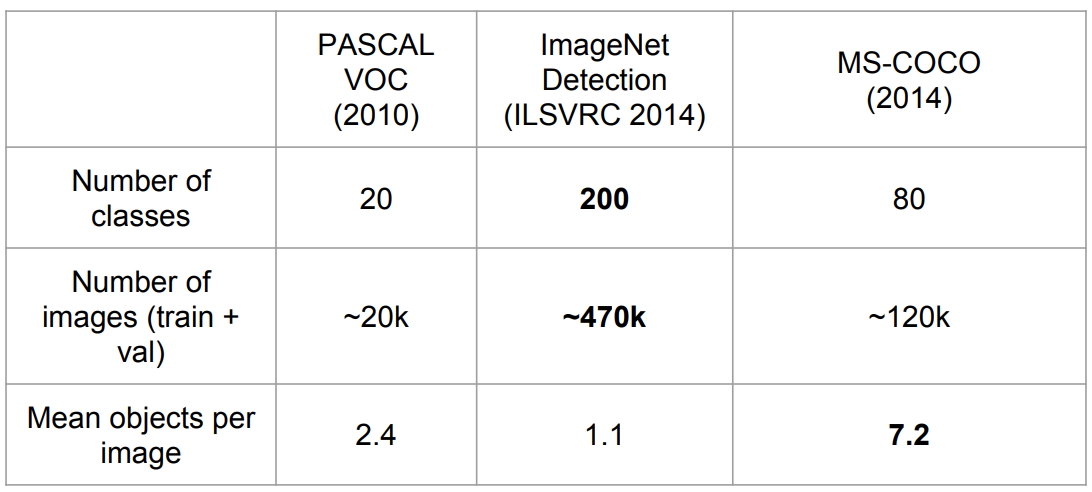 PASCAL
VOC
(2010)
ImageNet
Detection
(ILSVRC 2014)
MS-COCO
(2014)
Number of
classes
20
200
80
Number of
images (train +
val)
~20k
~470k
~120k
Mean objects per
image
2.4
1.1
7.2